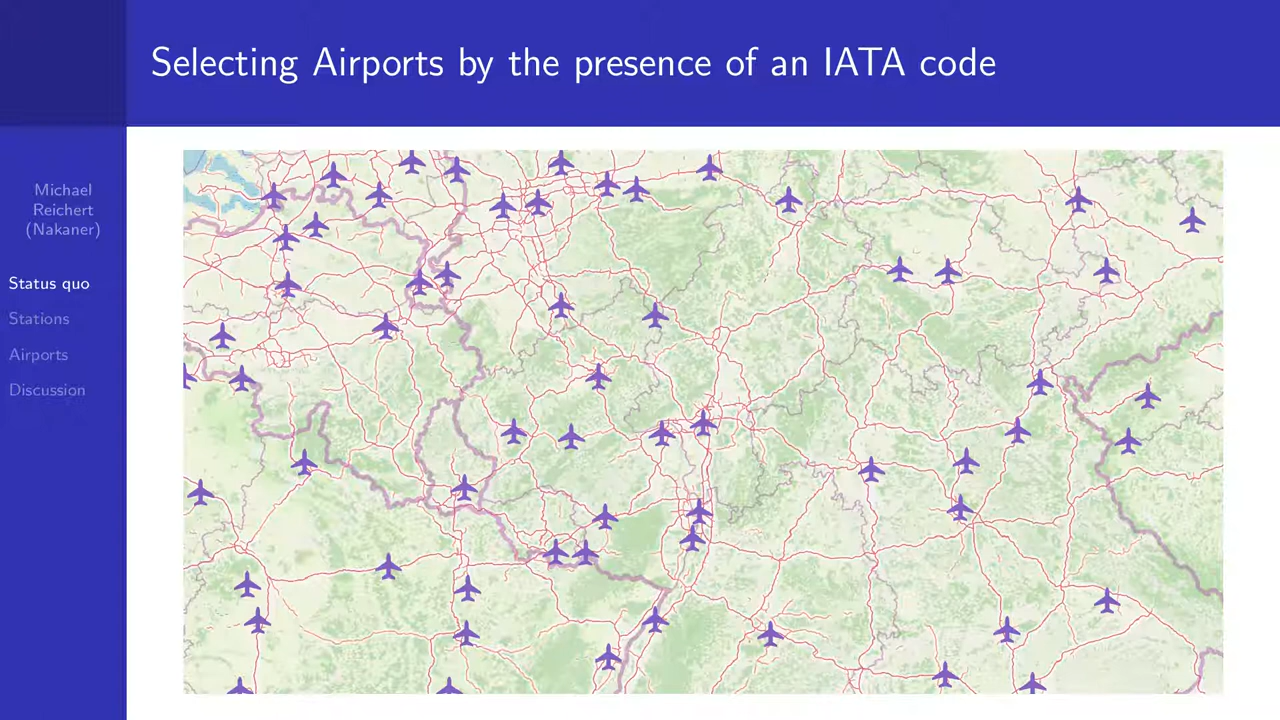 Selecting Airports by the presence of an IATA code
Michael
Reichert
(Nakaner)
Status quo
Stations
Airports
Discussion